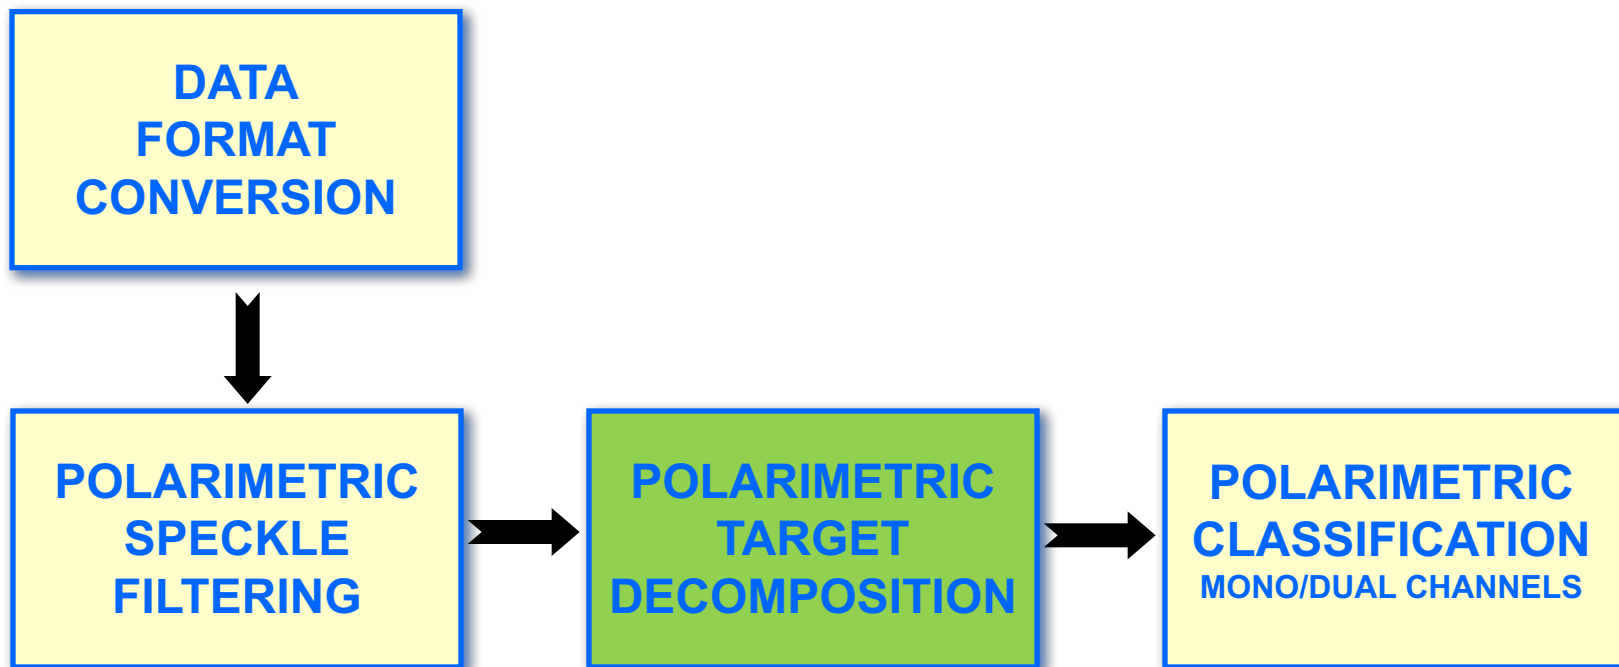 DATA
FORMAT
CONVERSION
POLARIMETRIC
SPECKLE
FILTERING
POLARIMETRIC
TARGET
DECOMPOSITION
POLARIMETRIC
CLASSIFICATION
MONO/DUAL CHANNELS